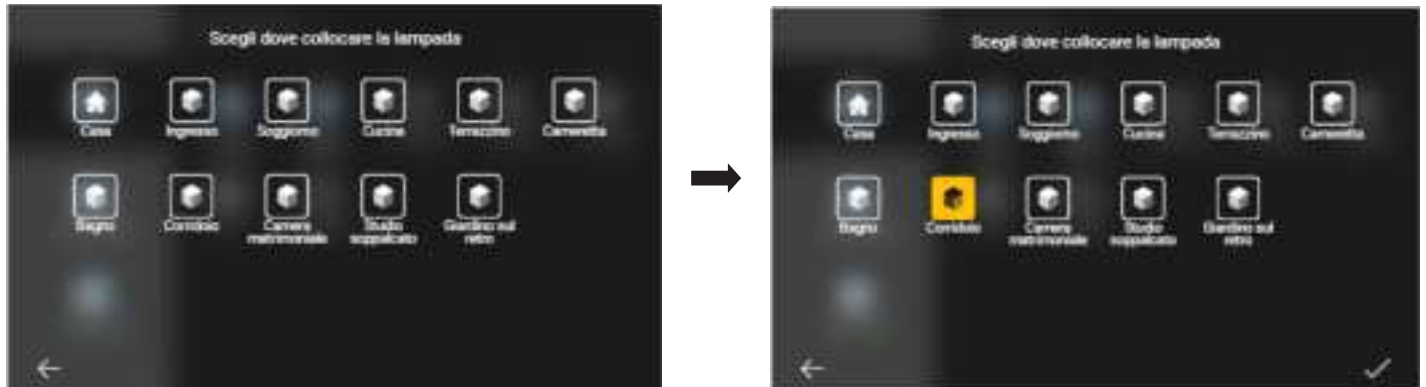 Scegli dove collocare la lampada
Casa Ingresso Soggiorno Cucina Terrazzino Cameretta
Bagno Corridoio Camera matrimoniale Studio soppalcato Giardino sul retro
Scegli dove collocare la lampada
Casa Ingresso Soggiorno Cucina Terrazzino Cameretta
Bagno Corridoio Camera matrimoniale Studio soppalcato Giardino sul retro